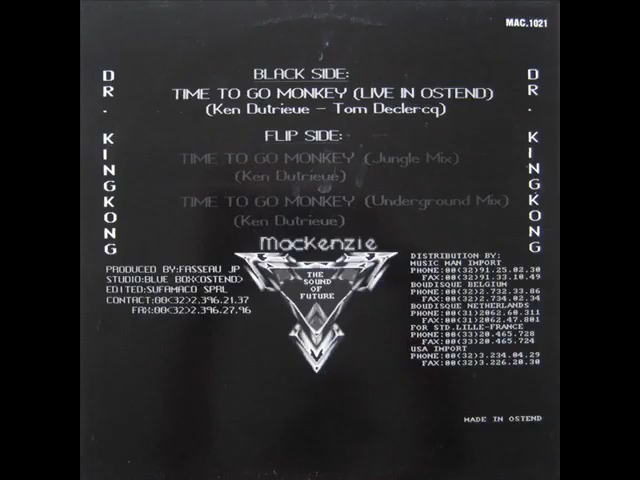 MAC.1021
BLACK SIDE:
TIME TO GO MONKEY (LIVE IN OSTEND)
(Ken Dutrieue - Tom Declercq)
FLIP SIDE:
TIME TO GO MONKEY (Jungle Mix)
(Ken Dutrieue)
TIME TO GO MONKEY (Underground Mix)
(Ken Dutrieue)
DR. KINGKONG
DR. KINGKONG
Mackenzie
THE
SOUND
OF
FUTURE
PRODUCED BY:FASSEAU JP
STUDIO:BLUE BOX<OSTEND>
EDITED:SUFAMACO SPRL
CONTACT:00(32)2.396.21.37
FAX:00(32)2.396.27.96
DISTRIBUTION BY:
MUSIC MAN IMPORT
PHONE:00(32)91.25.02.30
FAX:00(32)91.33.10.49
BOUDISQUE BELGIUM
PHONE:00(32)2.732.33.86
FAX:00(32)2.734.02.34
BOUDISQUE NETHERLANDS
PHONE:00(31)2062.60.311
FAX:00(31)2062.47.801
FOR STD.LILLE-FRANCE
PHONE:00(33)20.465.728
FAX:00(33)20.465.724
USA IMPORT
PHONE:00(32)3.234.04.29
FAX:00(32)3.226.20.30
MADE IN OSTEND